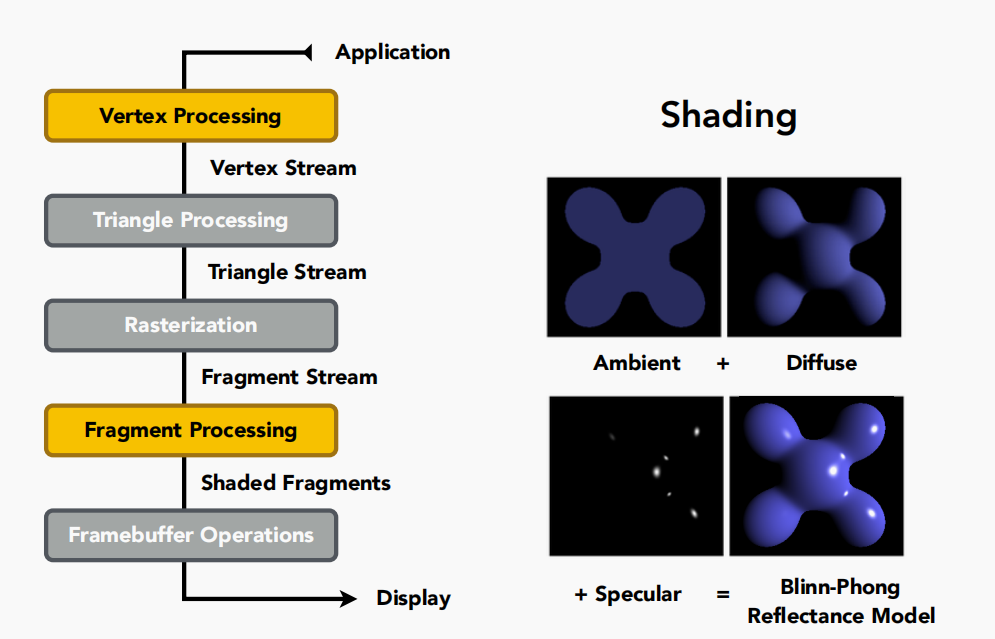 Application
Vertex Processing
Vertex Stream
Triangle Processing
Triangle Stream
Rasterization
Fragment Stream
Fragment Processing
Shaded Fragments
Framebuffer Operations
Display
Shading
Ambient + Diffuse
+ Specular = Blinn-Phong
Reflectance Model